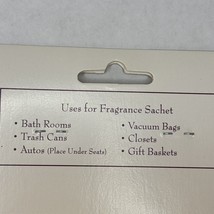 Uses for Fragrance Sachet
• Bath Rooms
• Trash Cans
• Autos (Place Under Seats)
• Vacuum Bags
• Closets
• Gift Baskets